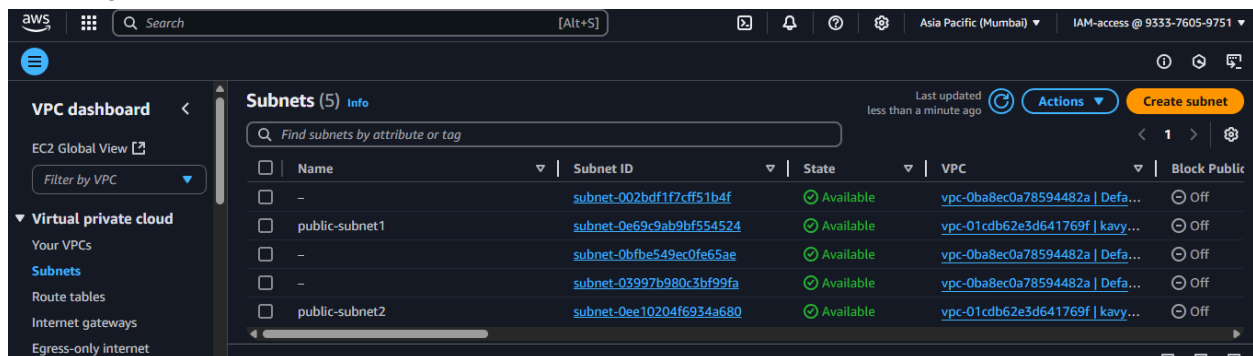 aws Search [Alt+S] Asia Pacific (Mumbai) ▼ IAM-access @ 9333-7605-9751 ▼
VPC dashboard <
EC2 Global View
Filter by VPC ▼
▼ Virtual private cloud
Your VPCs
Subnets
Route tables
Internet gateways
Egress-only internet
Subnets (5) Info
Last updated
less than a minute ago
Actions ▼ Create subnet
Find subnets by attribute or tag < 1 >
Name Subnet ID State VPC Block Public
– subnet-002bdf1f7cff51b4f Available vpc-0ba8ec0a78594482a | Defa... Off
public-subnet1 subnet-0e69c9ab9bf554524 Available vpc-01cdb62e3d641769f | kavy... Off
– subnet-0bfbe549ec0fe65ae Available vpc-0ba8ec0a78594482a | Defa... Off
– subnet-03997b980c3bf99fa Available vpc-0ba8ec0a78594482a | Defa... Off
public-subnet2 subnet-0ee10204f6934a680 Available vpc-01cdb62e3d641769f | kavy... Off